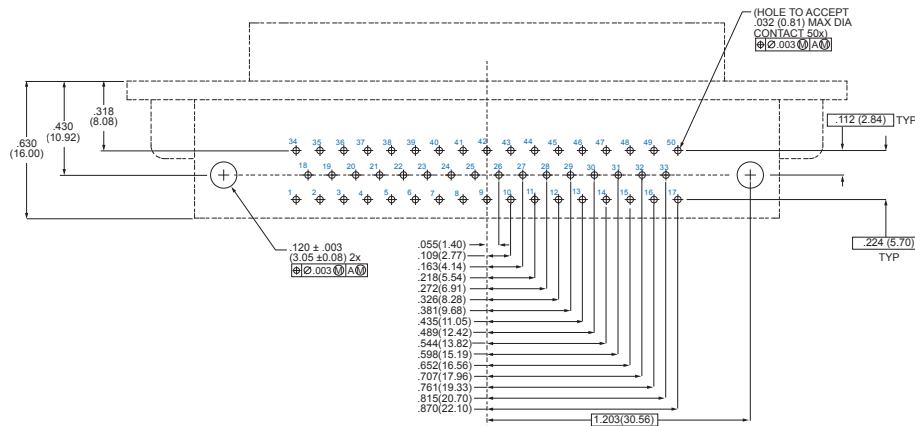 (HOLE TO ACCEPT
.032 (0.81) MAX DIA
CONTACT 50x)
⌖ Ø.003 Ⓜ A Ⓜ
.630
(16.00)
.430
(10.92)
.318
(8.08)
.112 (2.84) TYP
34 35 36 37 38 39 40 41 42 43 44 45 46 47 48 49 50
18 19 20 21 22 23 24 25 26 27 28 29 30 31 32 33
1 2 3 4 5 6 7 8 9 10 11 12 13 14 15 16 17
.224 (5.70)
TYP
.120 ± .003
(3.05 ±0.08) 2x
⌖ Ø.003 Ⓜ A Ⓜ
.055(1.40)
.109(2.77)
.163(4.14)
.218(5.54)
.272(6.91)
.326(8.28)
.381(9.68)
.435(11.05)
.489(12.42)
.544(13.82)
.598(15.19)
.652(16.56)
.707(17.96)
.761(19.33)
.815(20.70)
.870(22.10)
1.203(30.56)